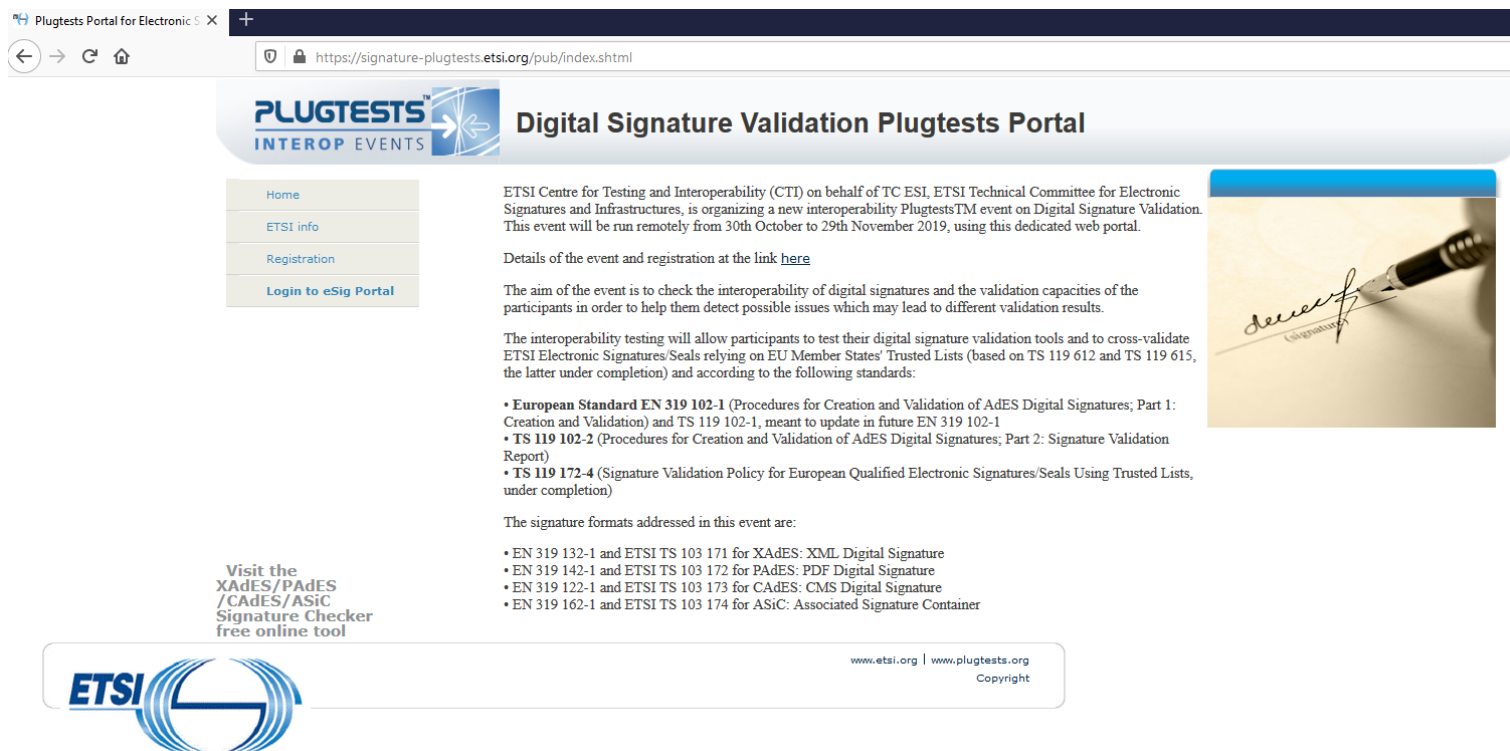 Plugtests Portal for Electronic S
https://signature-plugtests.etsi.org/pub/index.shtml
PLUGTESTS™
INTEROP EVENTS
Digital Signature Validation Plugtests Portal
Home
ETSI info
Registration
Login to eSig Portal
ETSI Centre for Testing and Interoperability (CTI) on behalf of TC ESI, ETSI Technical Committee for Electronic
Signatures and Infrastructures, is organizing a new interoperability PlugtestsTM event on Digital Signature Validation.
This event will be run remotely from 30th October to 29th November 2019, using this dedicated web portal.
Details of the event and registration at the link here
The aim of the event is to check the interoperability of digital signatures and the validation capacities of the
participants in order to help them detect possible issues which may lead to different validation results.
The interoperability testing will allow participants to test their digital signature validation tools and to cross-validate
ETSI Electronic Signatures/Seals relying on EU Member States' Trusted Lists (based on TS 119 612 and TS 119 615,
the latter under completion) and according to the following standards:
• European Standard EN 319 102-1 (Procedures for Creation and Validation of AdES Digital Signatures; Part 1:
Creation and Validation) and TS 119 102-1, meant to update in future EN 319 102-1
• TS 119 102-2 (Procedures for Creation and Validation of AdES Digital Signatures; Part 2: Signature Validation
Report)
• TS 119 172-4 (Signature Validation Policy for European Qualified Electronic Signatures/Seals Using Trusted Lists,
under completion)
The signature formats addressed in this event are:
• EN 319 132-1 and ETSI TS 103 171 for XAdES: XML Digital Signature
• EN 319 142-1 and ETSI TS 103 172 for PAdES: PDF Digital Signature
• EN 319 122-1 and ETSI TS 103 173 for CAdES: CMS Digital Signature
• EN 319 162-1 and ETSI TS 103 174 for ASiC: Associated Signature Container
(signature)
Visit the
XAdES/PAdES
/CAdES/ASiC
Signature Checker
free online tool
www.etsi.org | www.plugtests.org
Copyright
ETSI